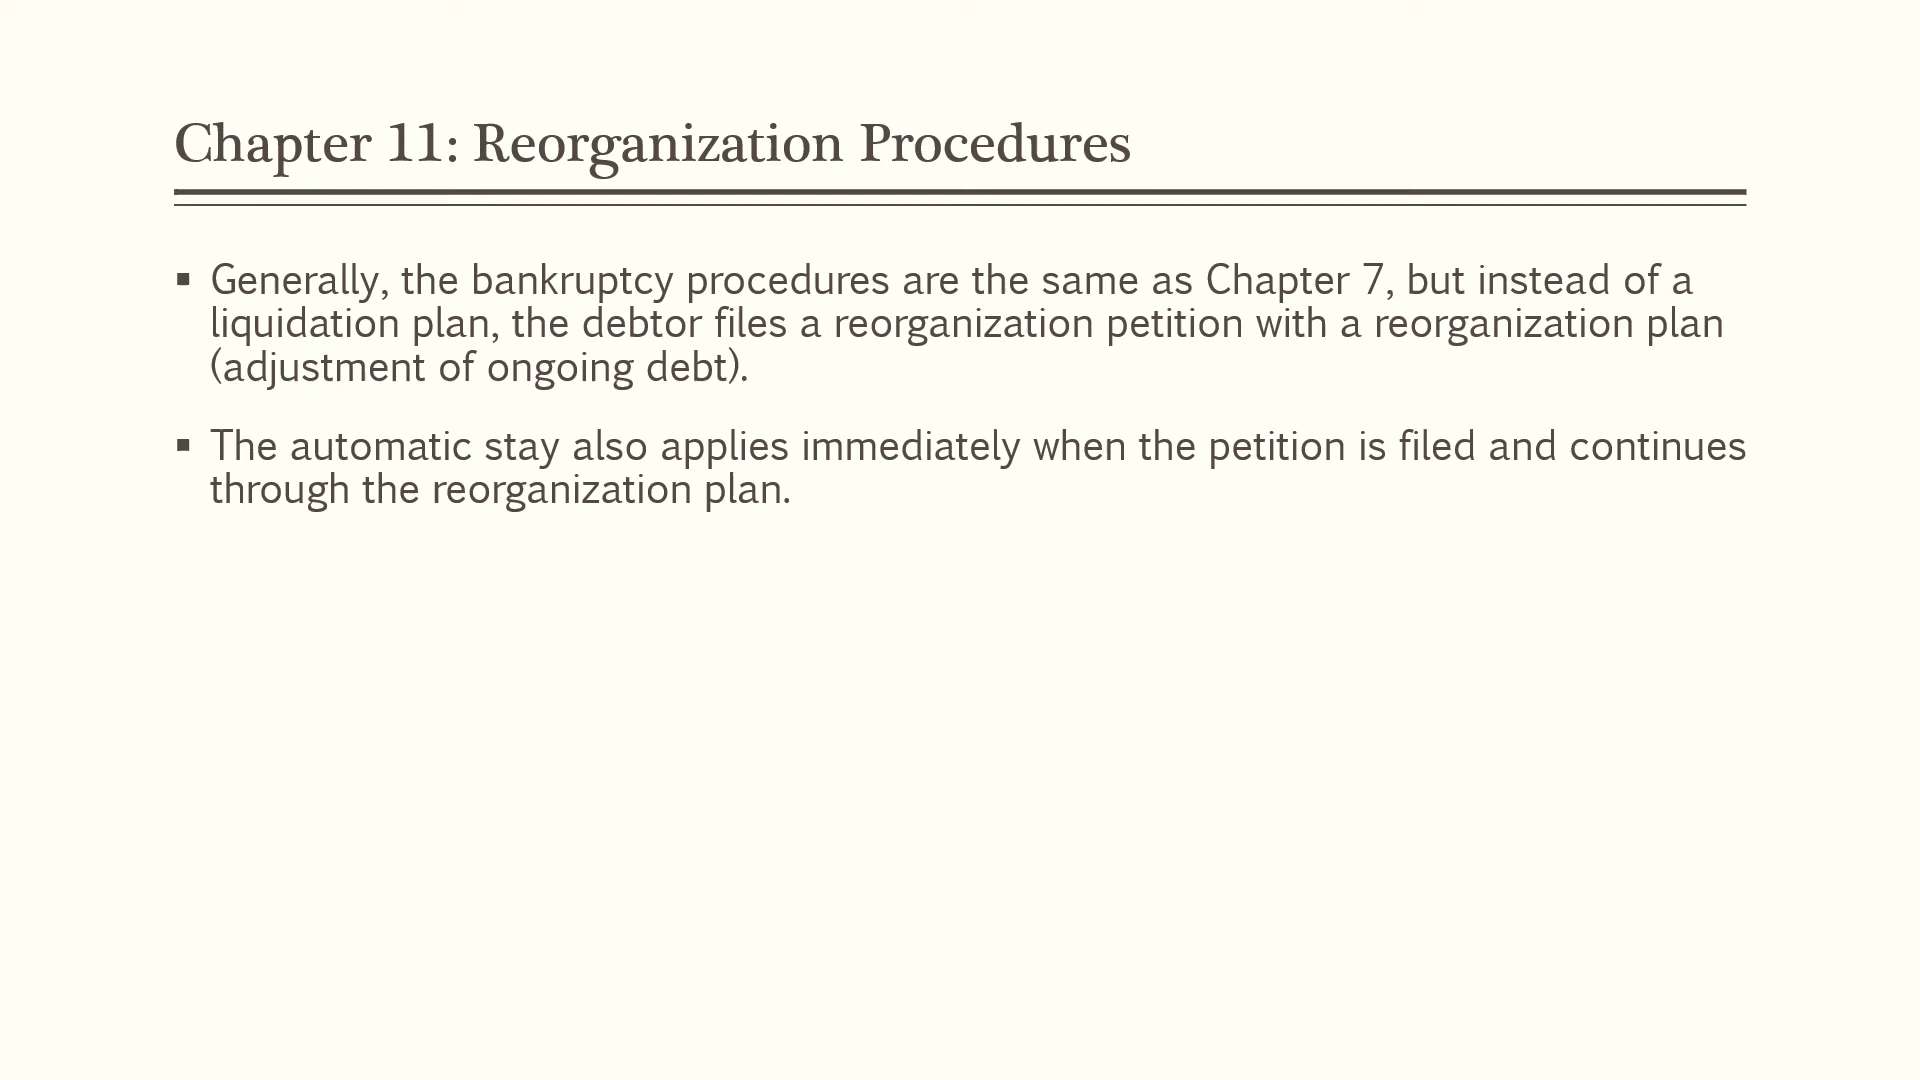 Chapter 11: Reorganization Procedures
▪ Generally, the bankruptcy procedures are the same as Chapter 7, but instead of a
liquidation plan, the debtor files a reorganization petition with a reorganization plan
(adjustment of ongoing debt).
▪ The automatic stay also applies immediately when the petition is filed and continues
through the reorganization plan.